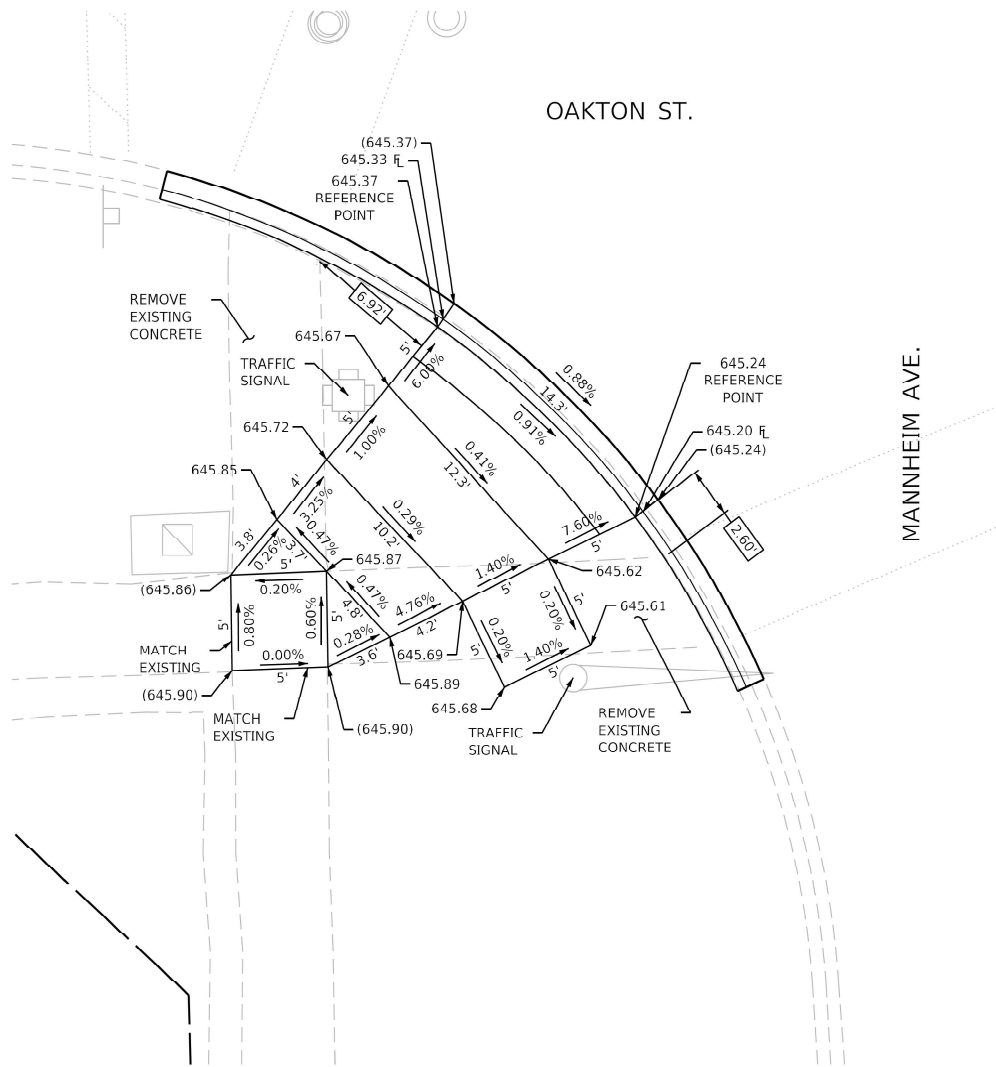 OAKTON ST.
(645.37)
645.33 FL
645.37
REFERENCE
POINT
6.92'
REMOVE
EXISTING
CONCRETE
645.67
TRAFFIC
SIGNAL
5'
6.00%
0.88%
14.3'
0.91%
645.24
REFERENCE
POINT
645.20 FL
(645.24)
MANNHEIM AVE.
2.60'
645.72
5'
1.00%
0.41%
12.3'
645.85
4'
3.25%
0.29%
10.2'
7.60%
5'
3.8'
0.26%
3.7'
0.47%
5'
645.87
(645.86)
0.20%
1.40%
5'
645.62
0.47%
4.8'
4.76%
4.2'
0.20%
5'
645.61
5'
0.80%
0.60%
5'
0.28%
3.6'
645.69
0.20%
5'
1.40%
5'
MATCH
EXISTING
0.00%
5'
(645.90)
645.89
645.68
MATCH
EXISTING
(645.90)
TRAFFIC
SIGNAL
REMOVE
EXISTING
CONCRETE